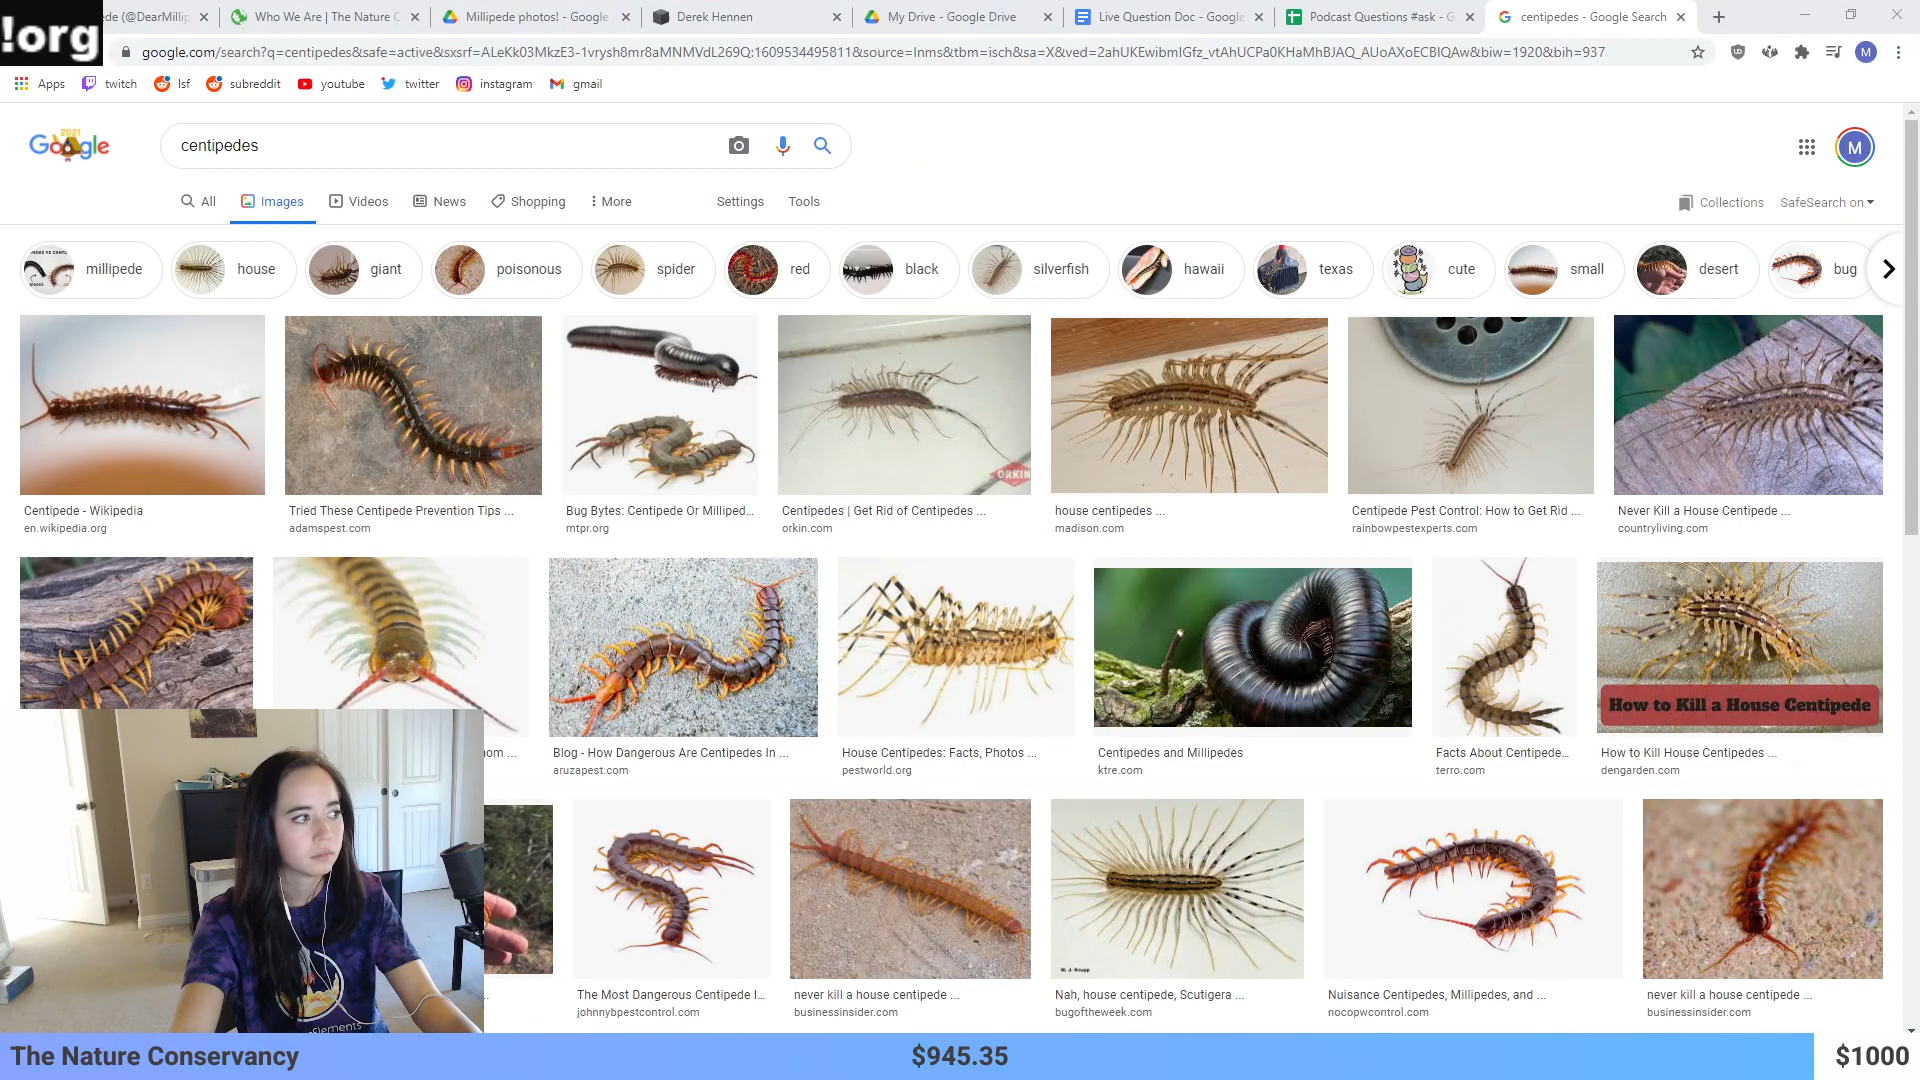 !org
ede (@DearMillip
Who We Are | The Nature C
Millipede photos! - Google
Derek Hennen
My Drive - Google Drive
Live Question Doc - Google
Podcast Questions #ask - G
centipedes - Google Search
google.com/search?q=centipedes&safe=active&sxsrf=ALeKk03MkzE3-1vrysh8mr8aMNMVdL269Q:1609534495811&source=lnms&tbm=isch&sa=X&ved=2ahUKEwibmIGfz_vtAhUCPa0KHaMhBJAQ_AUoAXoECBIQAw&biw=1920&bih=937
M
Apps
twitch
lsf
subreddit
youtube
twitter
instagram
gmail
2021
Google
centipedes
M
All
Images
Videos
News
Shopping
More
Settings
Tools
Collections
SafeSearch on
millipede
house
giant
poisonous
spider
red
black
silverfish
hawaii
texas
cute
small
desert
bug
ORKIN
Centipede - Wikipedia
en.wikipedia.org
Tried These Centipede Prevention Tips ...
adamspest.com
Bug Bytes: Centipede Or Milliped...
mtpr.org
Centipedes | Get Rid of Centipedes ...
orkin.com
house centipedes ...
madison.com
Centipede Pest Control: How to Get Rid ...
rainbowpestexperts.com
Never Kill a House Centipede ...
countryliving.com
How to Kill a House Centipede
nom ...
Blog - How Dangerous Are Centipedes In ...
aruzapest.com
House Centipedes: Facts, Photos ...
pestworld.org
Centipedes and Millipedes
ktre.com
Facts About Centipede...
terro.com
How to Kill House Centipedes ...
dengarden.com
W. J. Knapp
...
The Most Dangerous Centipede I...
johnnybpestcontrol.com
never kill a house centipede ...
businessinsider.com
Nah, house centipede, Scutigera ...
bugoftheweek.com
Nuisance Centipedes, Millipedes, and ...
nocopwcontrol.com
never kill a house centipede ...
businessinsider.com
Elements
The Nature Conservancy
$945.35
$1000